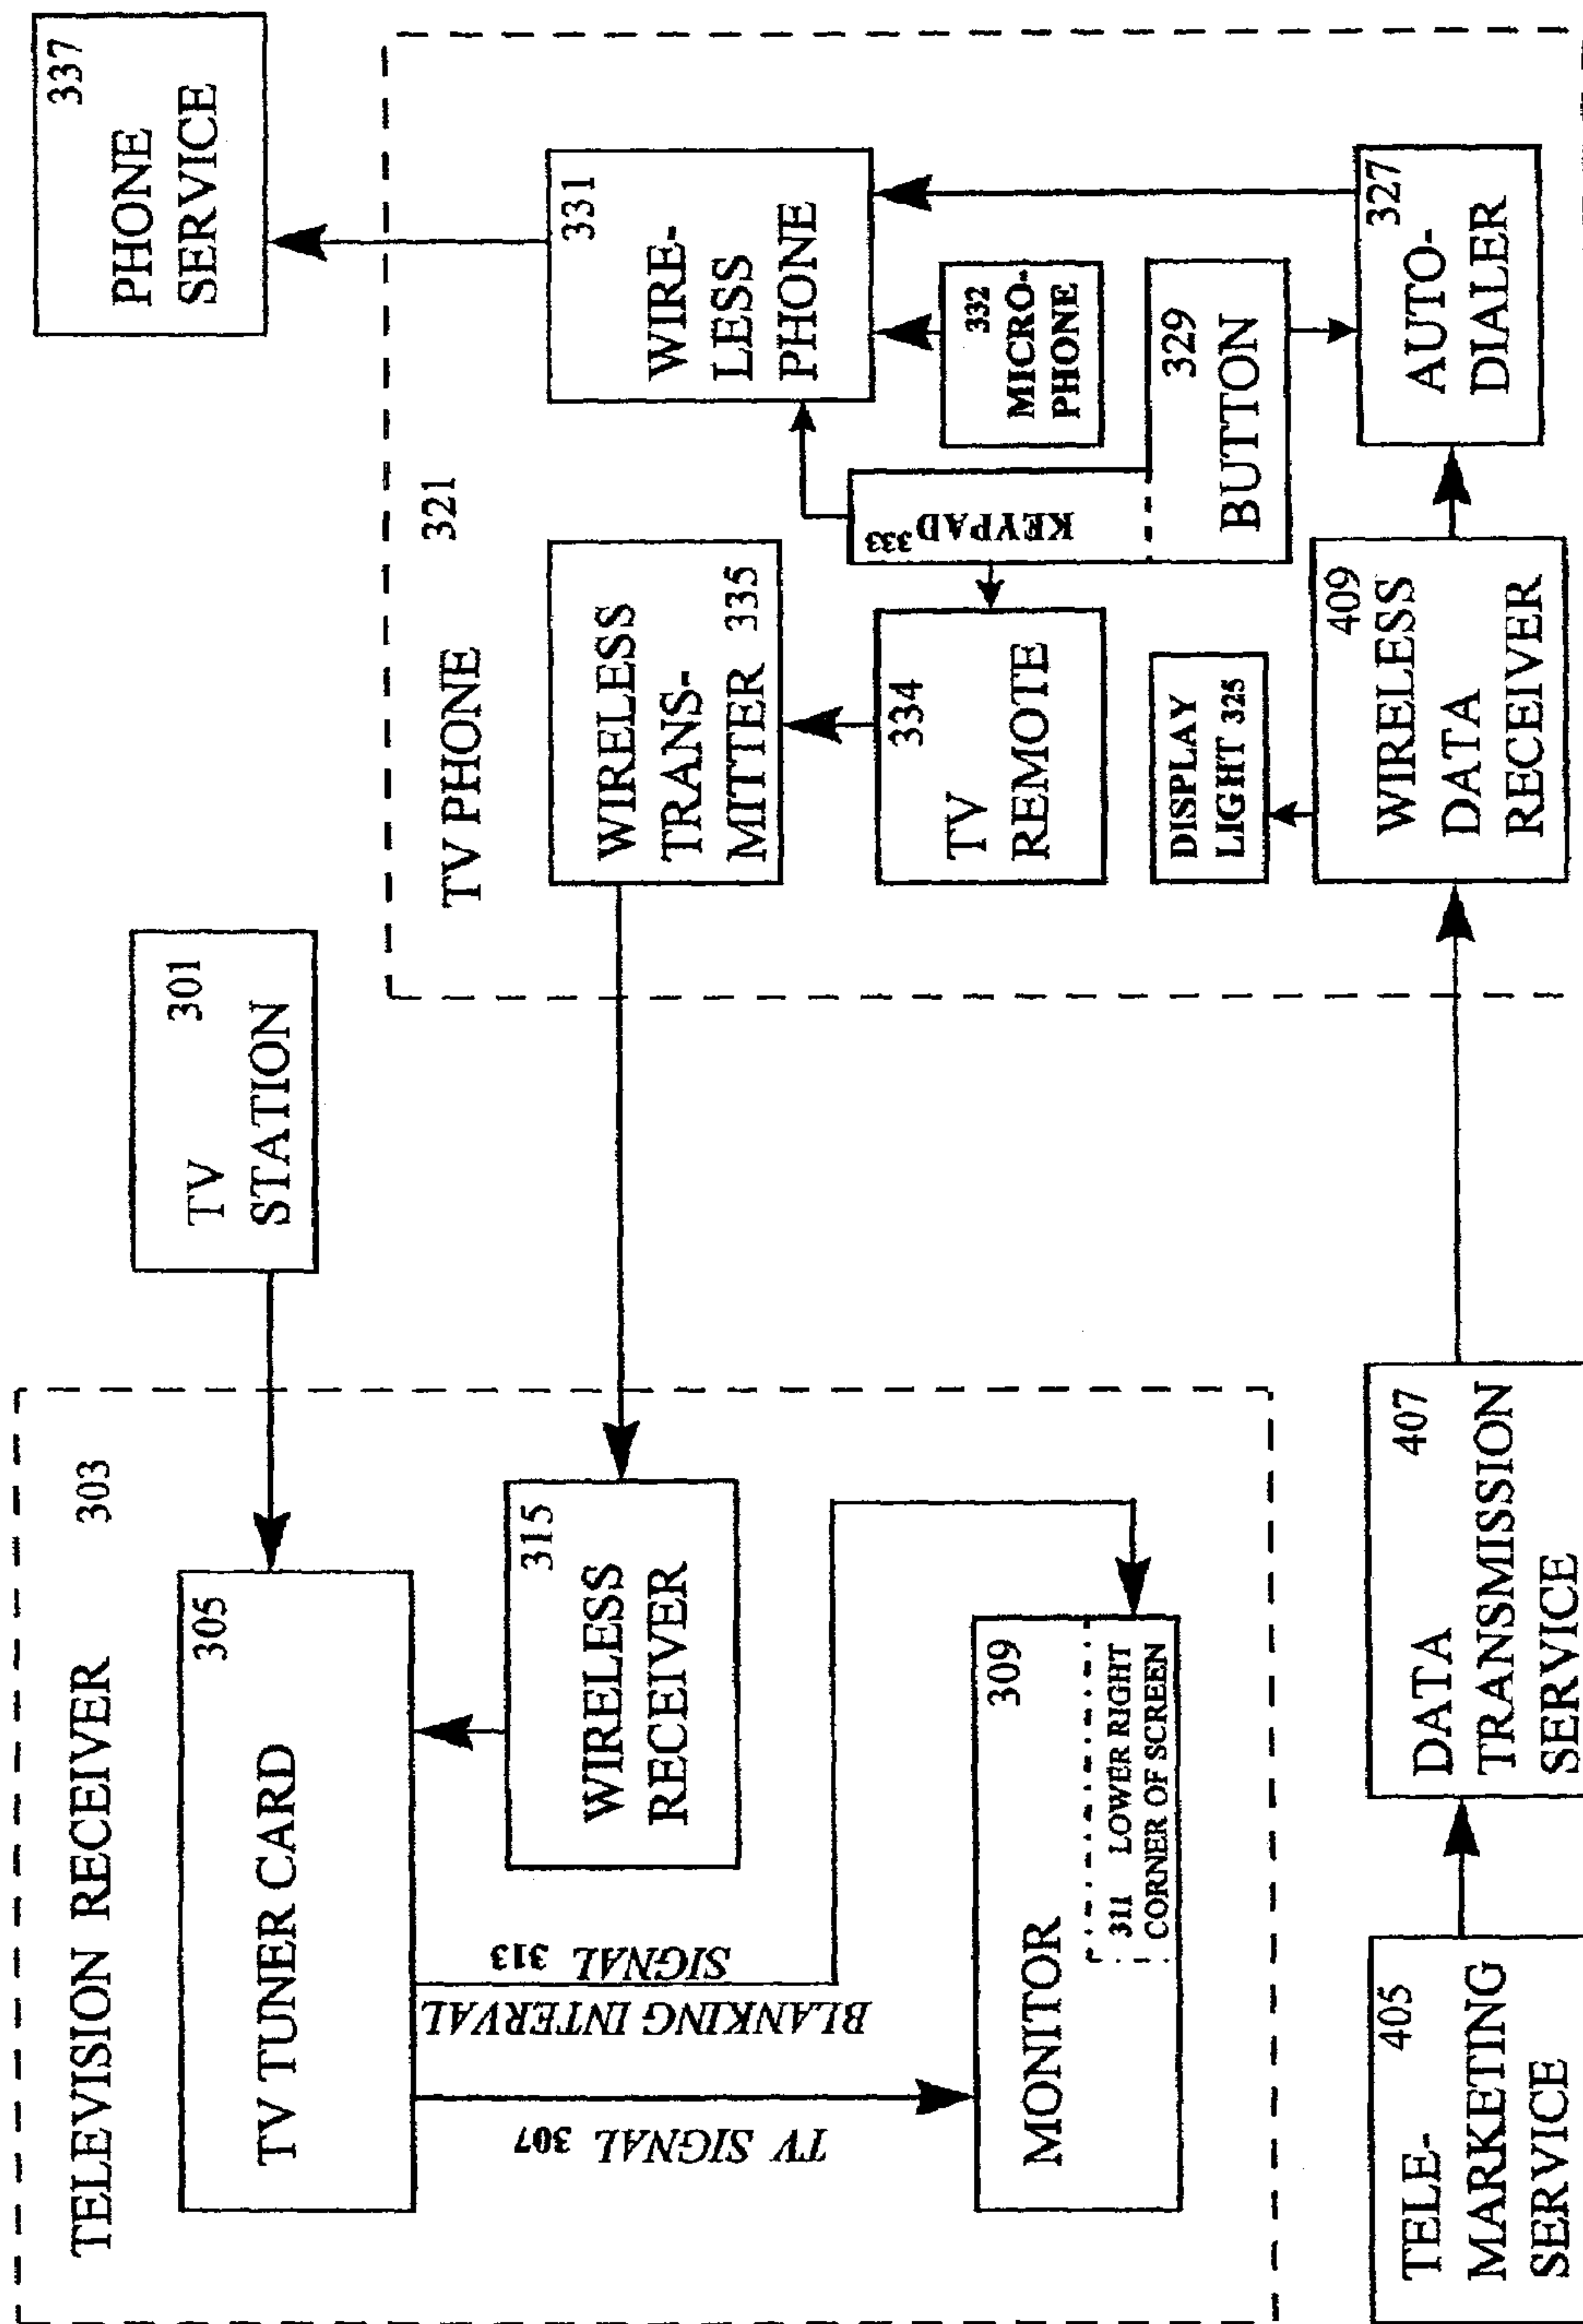 TELEVISION RECEIVER 303
TV TUNER CARD 305
WIRELESS
RECEIVER
315
TV SIGNAL 307
BLANKING INTERVAL
SIGNAL 313
MONITOR 309
311 LOWER RIGHT
CORNER OF SCREEN
TV
STATION
301
PHONE
SERVICE
337
TV PHONE 321
WIRELESS
TRANS-
MITTER 335
WIRE-
LESS
PHONE
331
TV
REMOTE
334
KEYPAD 333
332
MICRO-
PHONE
329
BUTTON
DISPLAY
LIGHT 325
409
WIRELESS
DATA
RECEIVER
AUTO-
DIALER
327
TELE-
MARKETING
SERVICE
405
DATA
TRANSMISSION
SERVICE
407